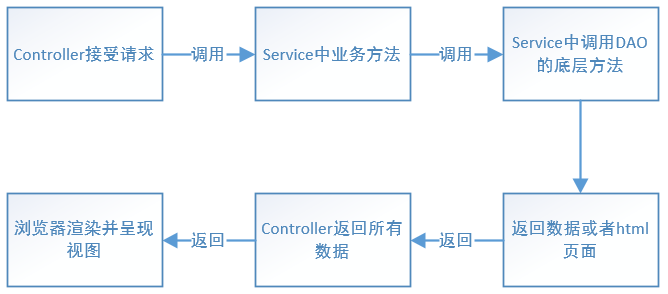 Controller接受请求
调用
Service中业务方法
调用
Service中调用DAO
的底层方法
浏览器渲染并呈现
视图
返回
Controller返回所有
数据
返回
返回数据或者html
页面